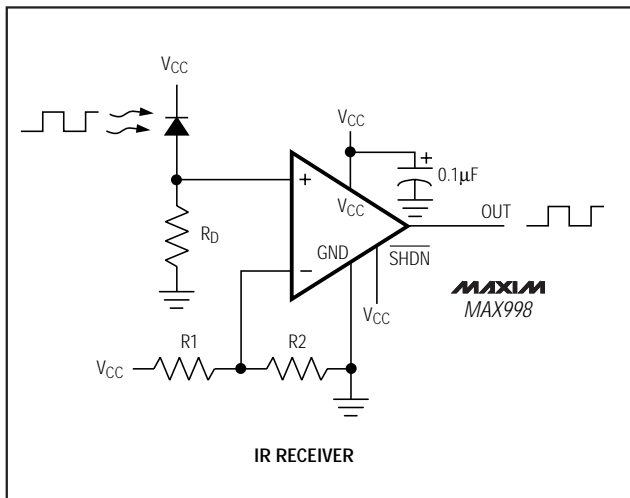 VCC
VCC
+
0.1µF
+
VCC
OUT
RD
GND
SHDN
–
MAXIM
MAX998
VCC
R1
R2
VCC
IR RECEIVER